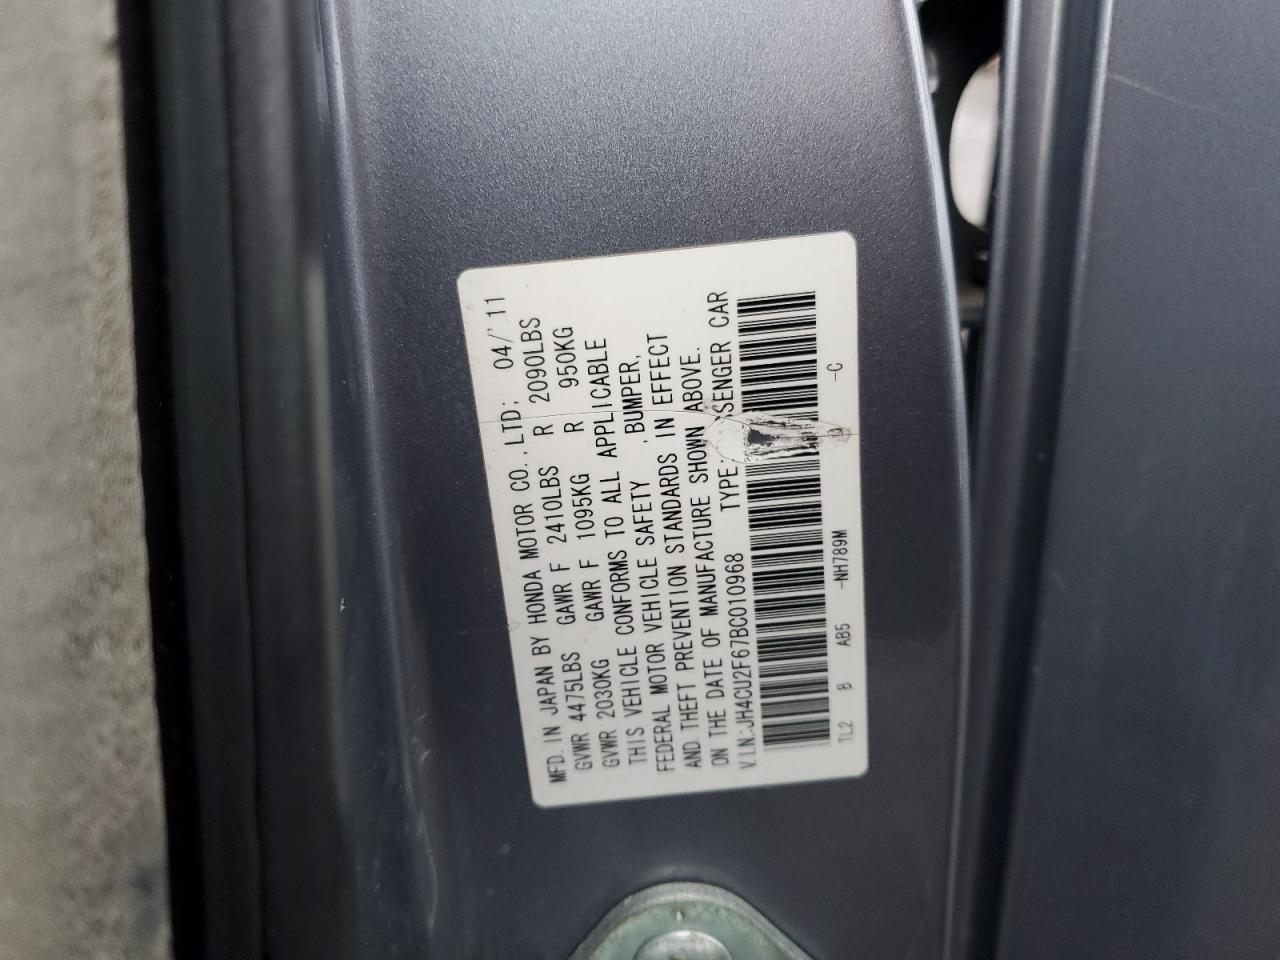 MFD. IN JAPAN BY HONDA MOTOR CO., LTD; 04/'11
GVWR 4475LBS GAWR F 2410LBS R 2090LBS
GVWR 2030KG GAWR F 1095KG R 950KG
THIS VEHICLE CONFORMS TO ALL APPLICABLE
FEDERAL MOTOR VEHICLE SAFETY, BUMPER,
AND THEFT PREVENTION STANDARDS IN EFFECT
ON THE DATE OF MANUFACTURE SHOWN ABOVE.
V.I.N.:JH4CU2F67BC010968 TYPE: SSENGER CAR
TL2 B AB5 -NH789M -C